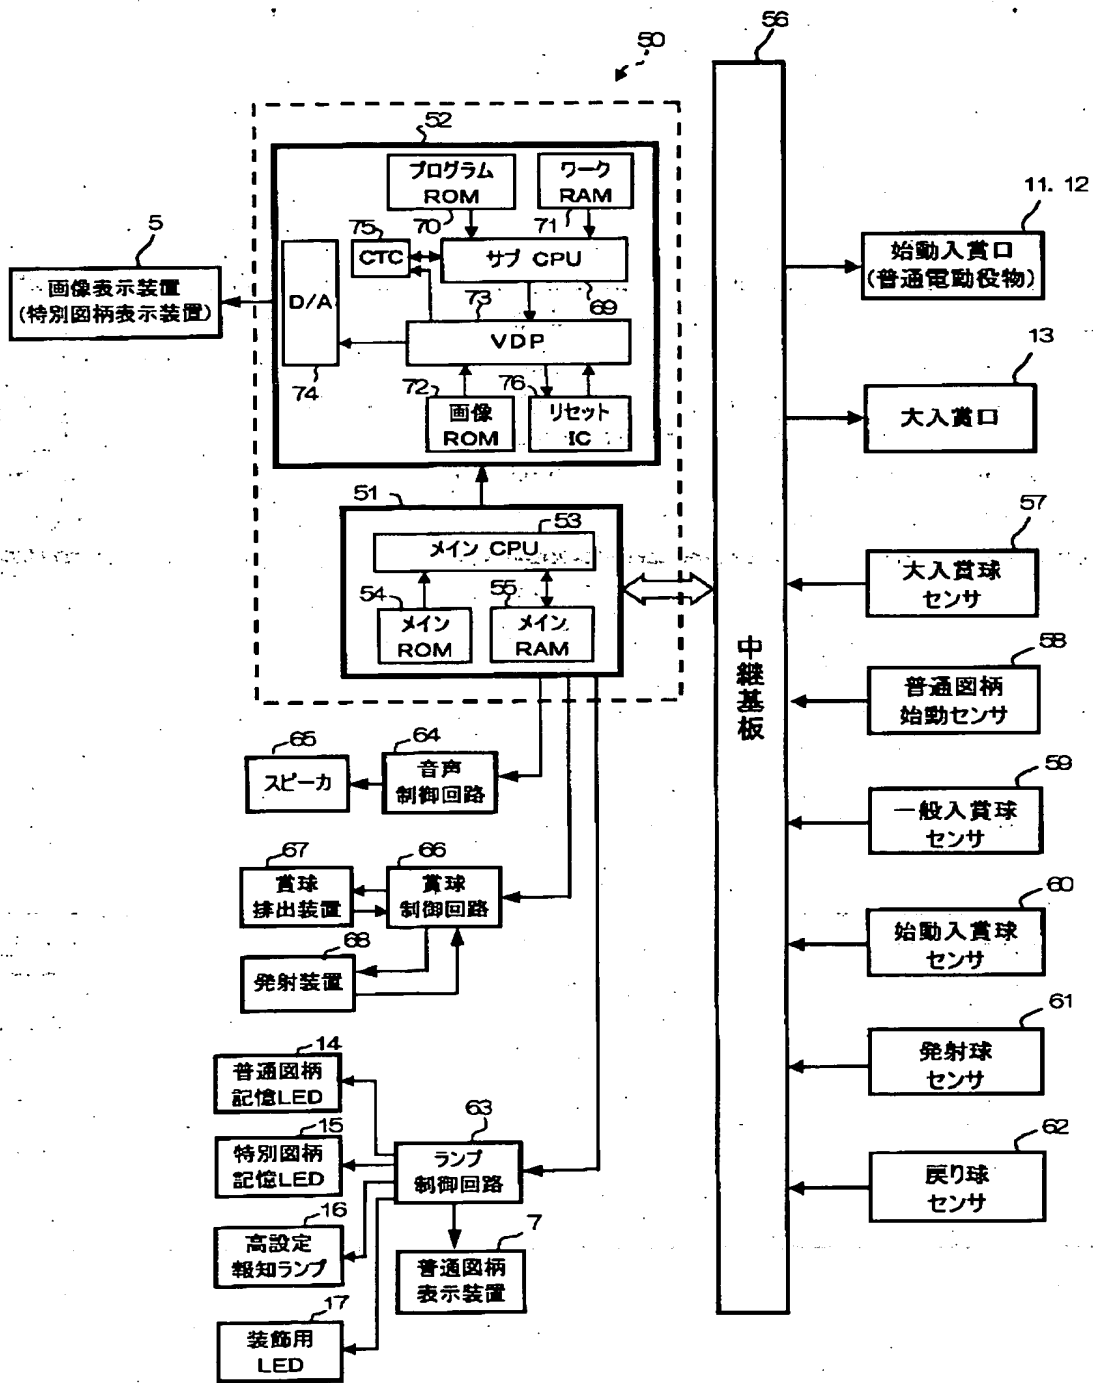 56
50
52
プログラム
ROM
70
ワーク
RAM
71
11. 12
始動入賞口
(普通電動役物)
5
画像表示装置
(特別図柄表示装置)
75
CTC
サブ CPU
69
D/A
74
73
VDP
72
画像
ROM
76
リセット
IC
13
大入賞口
51
53
メイン CPU
54
メイン
ROM
55
メイン
RAM
中継基板
57
大入賞球
センサ
58
普通図柄
始動センサ
59
一般入賞球
センサ
60
始動入賞球
センサ
61
発射球
センサ
62
戻り球
センサ
65
スピーカ
64
音声
制御回路
67
賞球
排出装置
66
賞球
制御回路
68
発射装置
14
普通図柄
記憶LED
15
特別図柄
記憶LED
63
ランプ
制御回路
16
高設定
報知ランプ
7
普通図柄
表示装置
17
装飾用
LED